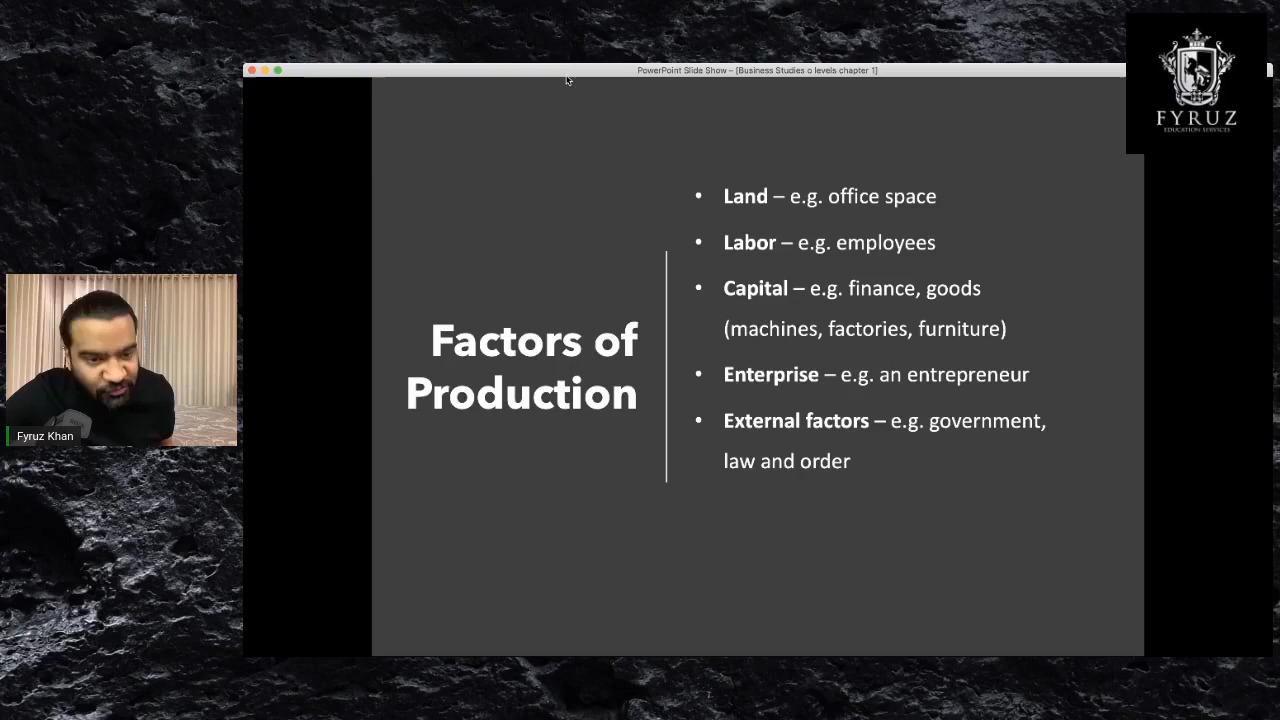 PowerPoint Slide Show – [Business Studies o levels chapter 1]
FYRUZ
EDUCATION SERVICES
Factors of
Production
• Land – e.g. office space
• Labor – e.g. employees
• Capital – e.g. finance, goods
(machines, factories, furniture)
• Enterprise – e.g. an entrepreneur
• External factors – e.g. government,
law and order
Fyruz Khan